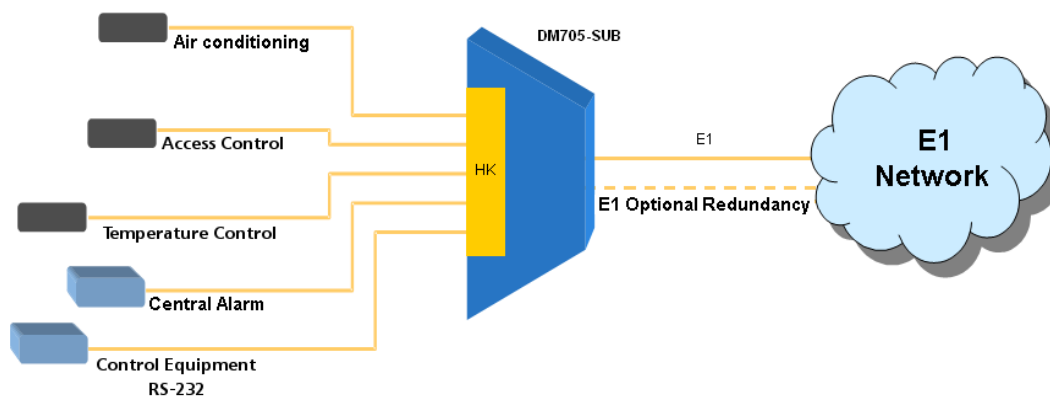 DM705-SUB
Air conditioning
Access Control
HK
Temperature Control
Central Alarm
Control Equipment
RS-232
E1
E1 Optional Redundancy
E1
Network